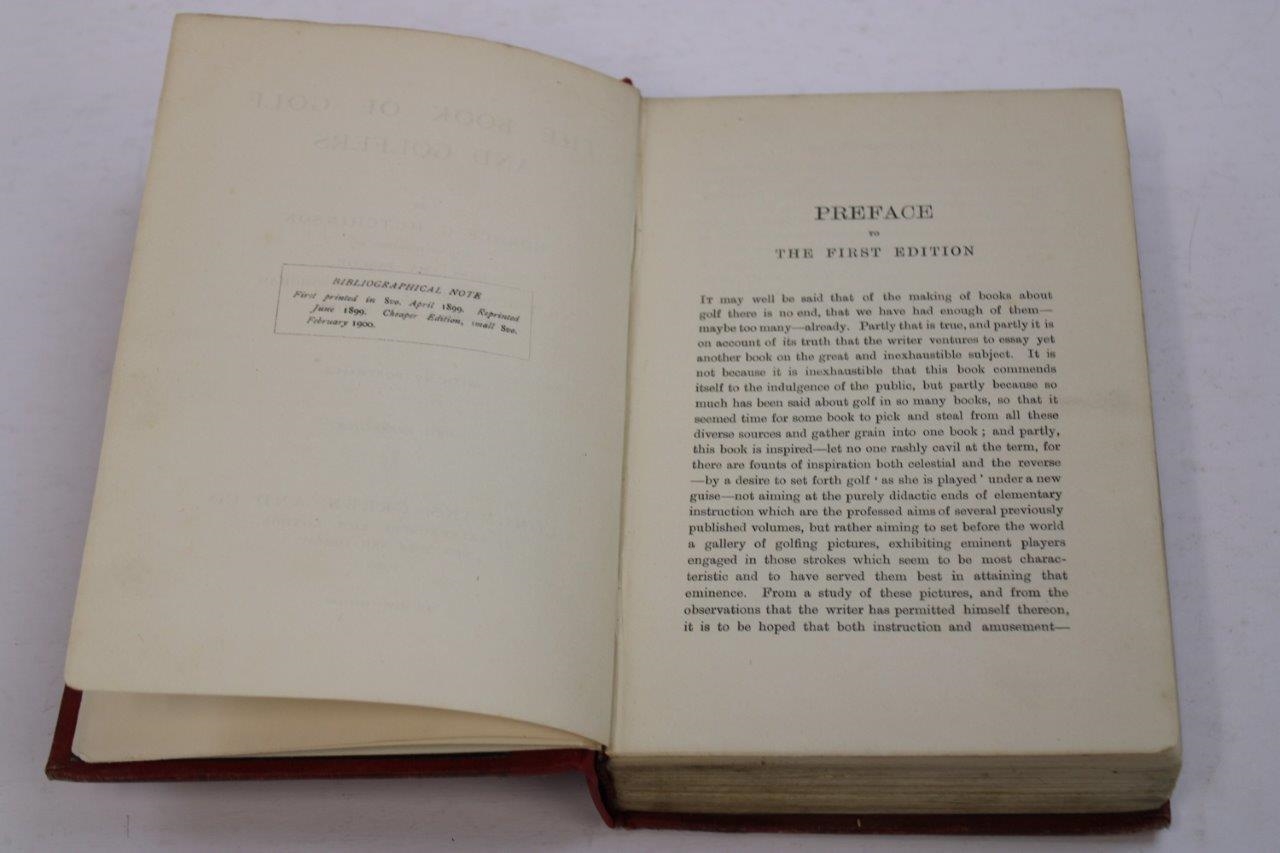 BIBLIOGRAPHICAL NOTE
First printed in 8vo. April 1899. Reprinted
June 1899. Cheaper Edition, small 8vo.
February 1900.
PREFACE
TO
THE FIRST EDITION
It may well be said that of the making of books about
golf there is no end, that we have had enough of them—
maybe too many—already. Partly that is true, and partly it is
on account of its truth that the writer ventures to essay yet
another book on the great and inexhaustible subject. It is
not because it is inexhaustible that this book commends
itself to the indulgence of the public, but partly because so
much has been said about golf in so many books, so that it
seemed time for some book to pick and steal from all these
diverse sources and gather grain into one book; and partly,
this book is inspired—let no one rashly cavil at the term, for
there are founts of inspiration both celestial and the reverse
—by a desire to set forth golf 'as she is played' under a new
guise—not aiming at the purely didactic ends of elementary
instruction which are the professed aims of several previously
published volumes, but rather aiming to set before the world
a gallery of golfing pictures, exhibiting eminent players
engaged in those strokes which seem to be most charac-
teristic and to have served them best in attaining that
eminence. From a study of these pictures, and from the
observations that the writer has permitted himself thereon,
it is to be hoped that both instruction and amusement—